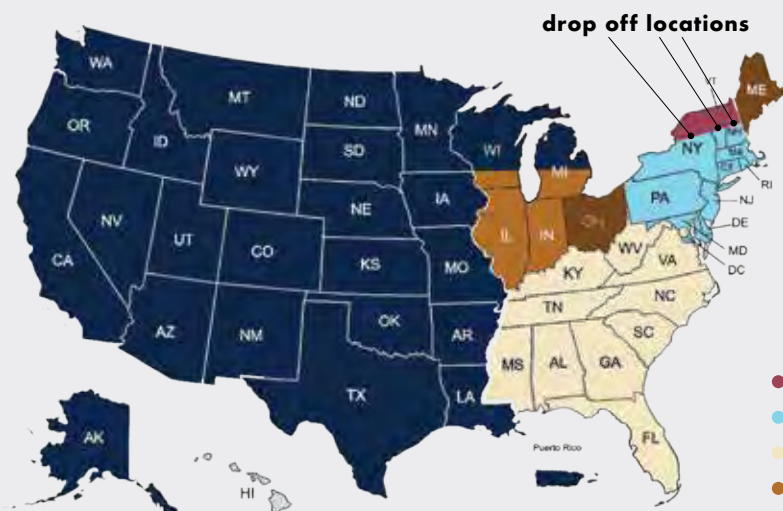 drop off locations
WA
OR
ID
MT
ND
MN
SD
WY
WI
MI
ME
VT
NY
RI
NV
UT
CO
NE
IA
IL
IN
OH
PA
NJ
DE
MD
DC
CA
KS
MO
KY
WV
VA
AZ
NM
OK
AR
TN
NC
SC
TX
LA
MS
AL
GA
FL
AK
HI
Puerto Rico